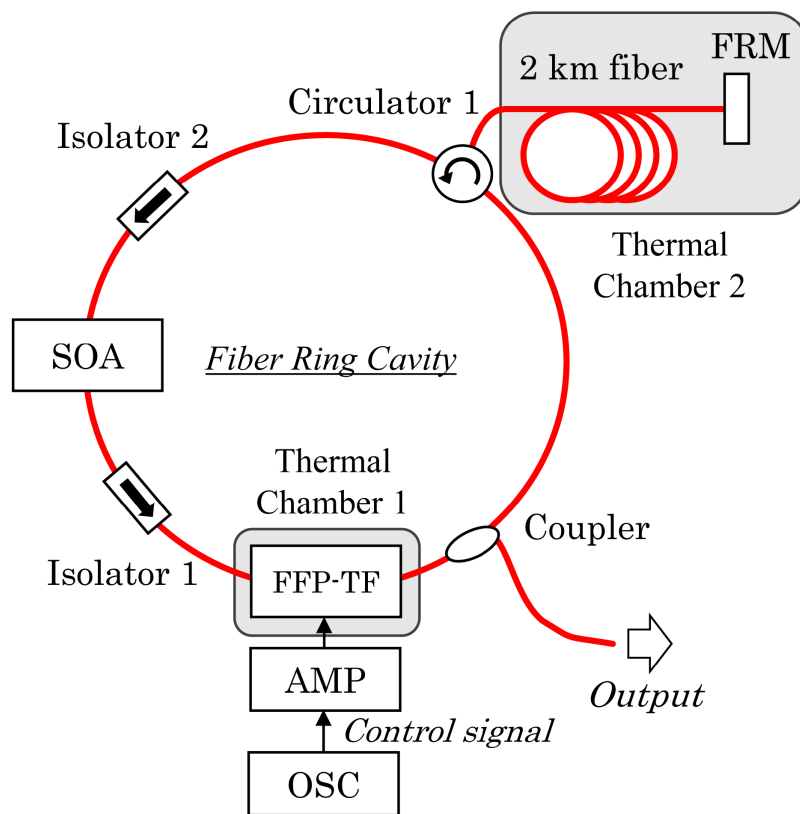 FRM
2 km fiber
Circulator 1
Isolator 2
Thermal
Chamber 2
SOA
Fiber Ring Cavity
Thermal
Chamber 1
Coupler
Isolator 1
FFP-TF
AMP
Output
Control signal
OSC